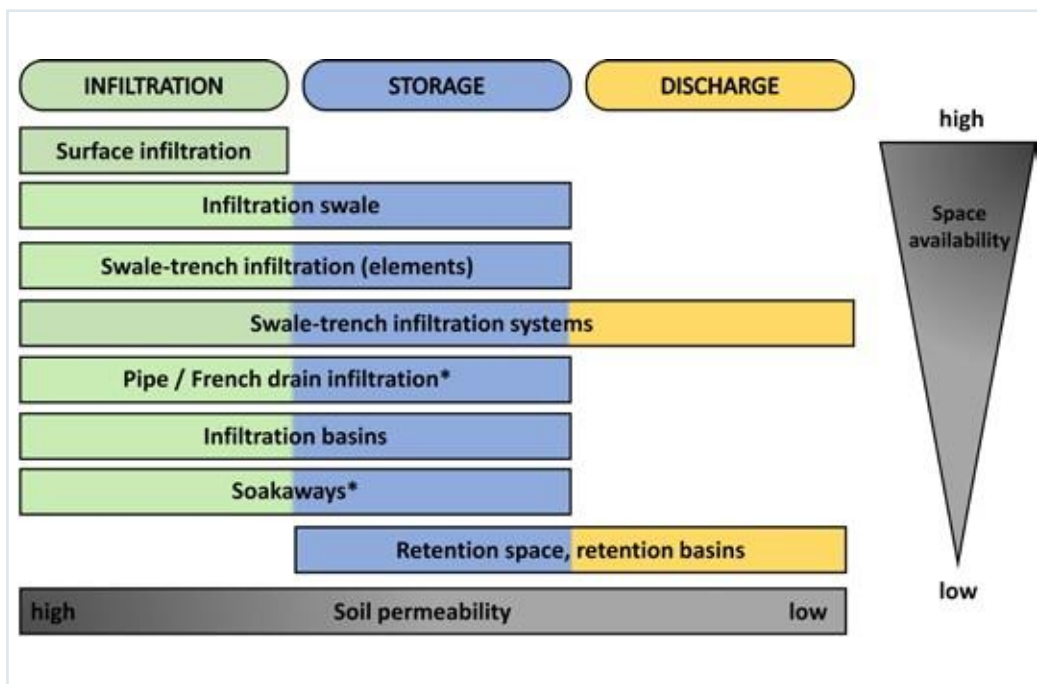 INFILTRATION
STORAGE
DISCHARGE
high
Surface infiltration
Infiltration swale
Space
availability
Swale-trench infiltration (elements)
Swale-trench infiltration systems
Pipe / French drain infiltration*
Infiltration basins
Soakaways*
Retention space, retention basins
low
high
Soil permeability
low